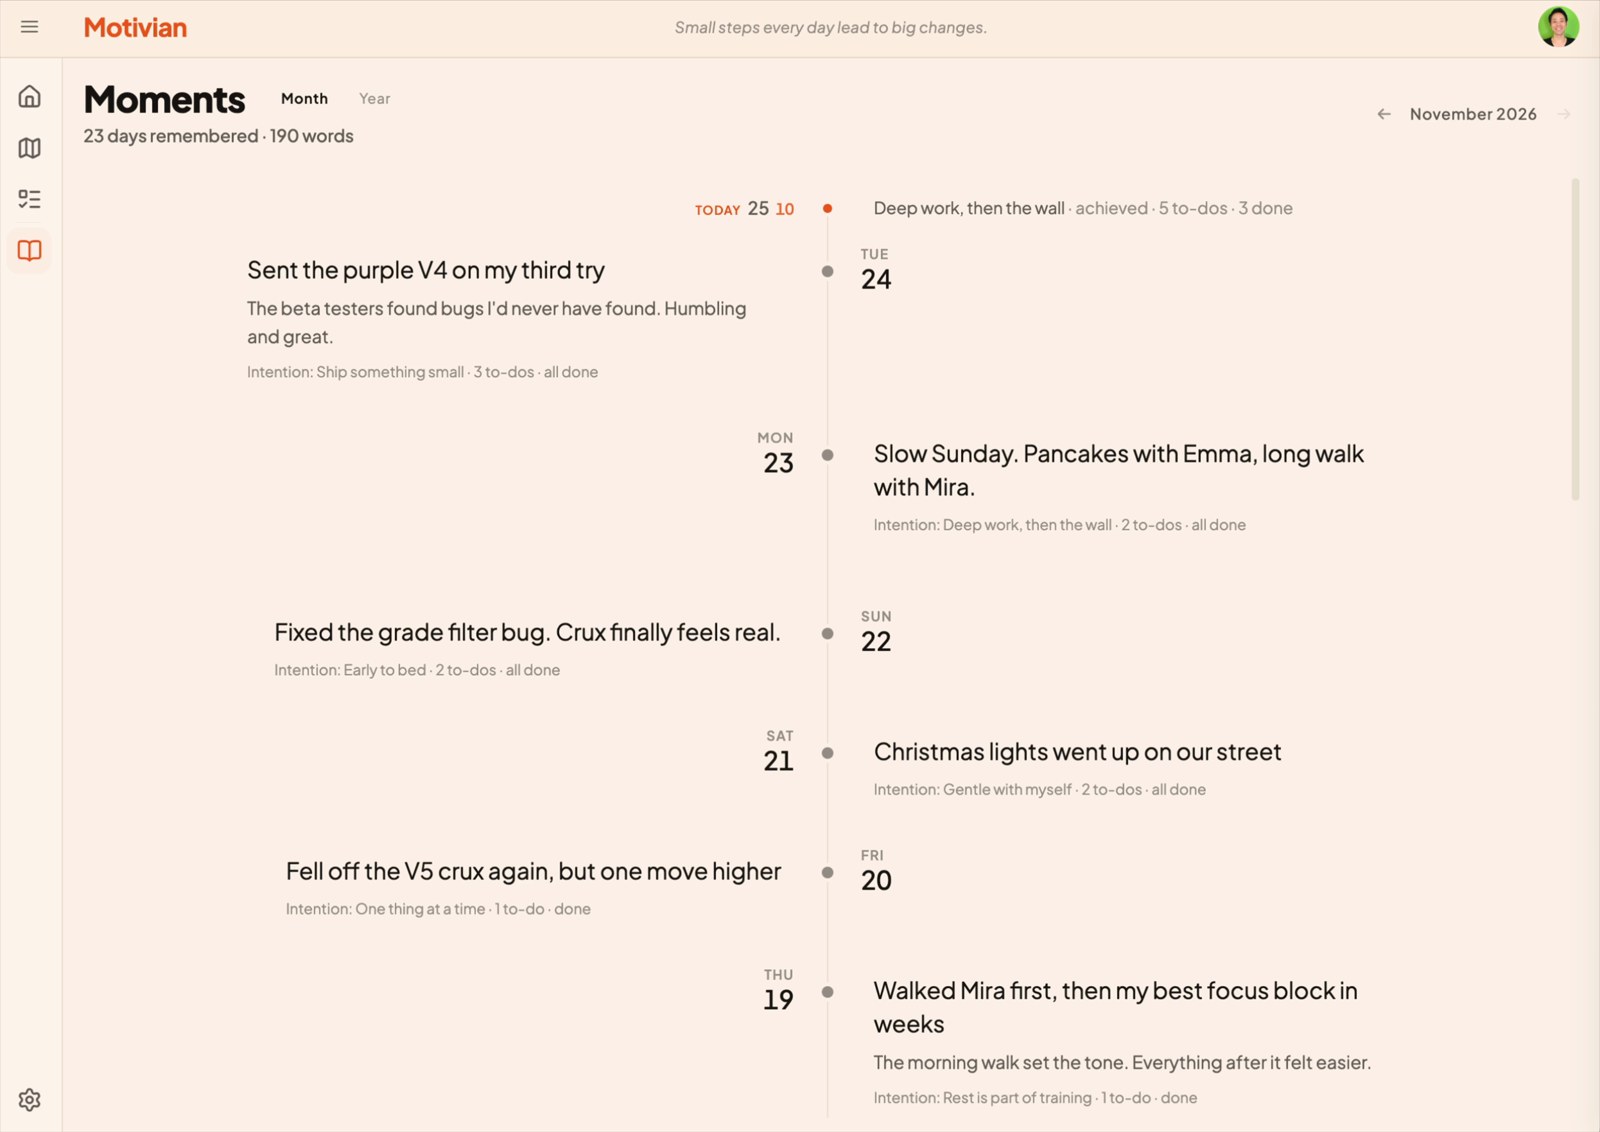 Motivian
Small steps every day lead to big changes.
Moments
Month
Year
23 days remembered · 190 words
← November 2026 →
TODAY 25 10
Deep work, then the wall · achieved · 5 to-dos · 3 done
TUE
24
Sent the purple V4 on my third try
The beta testers found bugs I'd never have found. Humbling
and great.
Intention: Ship something small · 3 to-dos · all done
MON
23
Slow Sunday. Pancakes with Emma, long walk
with Mira.
Intention: Deep work, then the wall · 2 to-dos · all done
SUN
22
Fixed the grade filter bug. Crux finally feels real.
Intention: Early to bed · 2 to-dos · all done
SAT
21
Christmas lights went up on our street
Intention: Gentle with myself · 2 to-dos · all done
FRI
20
Fell off the V5 crux again, but one move higher
Intention: One thing at a time · 1 to-do · done
THU
19
Walked Mira first, then my best focus block in
weeks
The morning walk set the tone. Everything after it felt easier.
Intention: Rest is part of training · 1 to-do · done